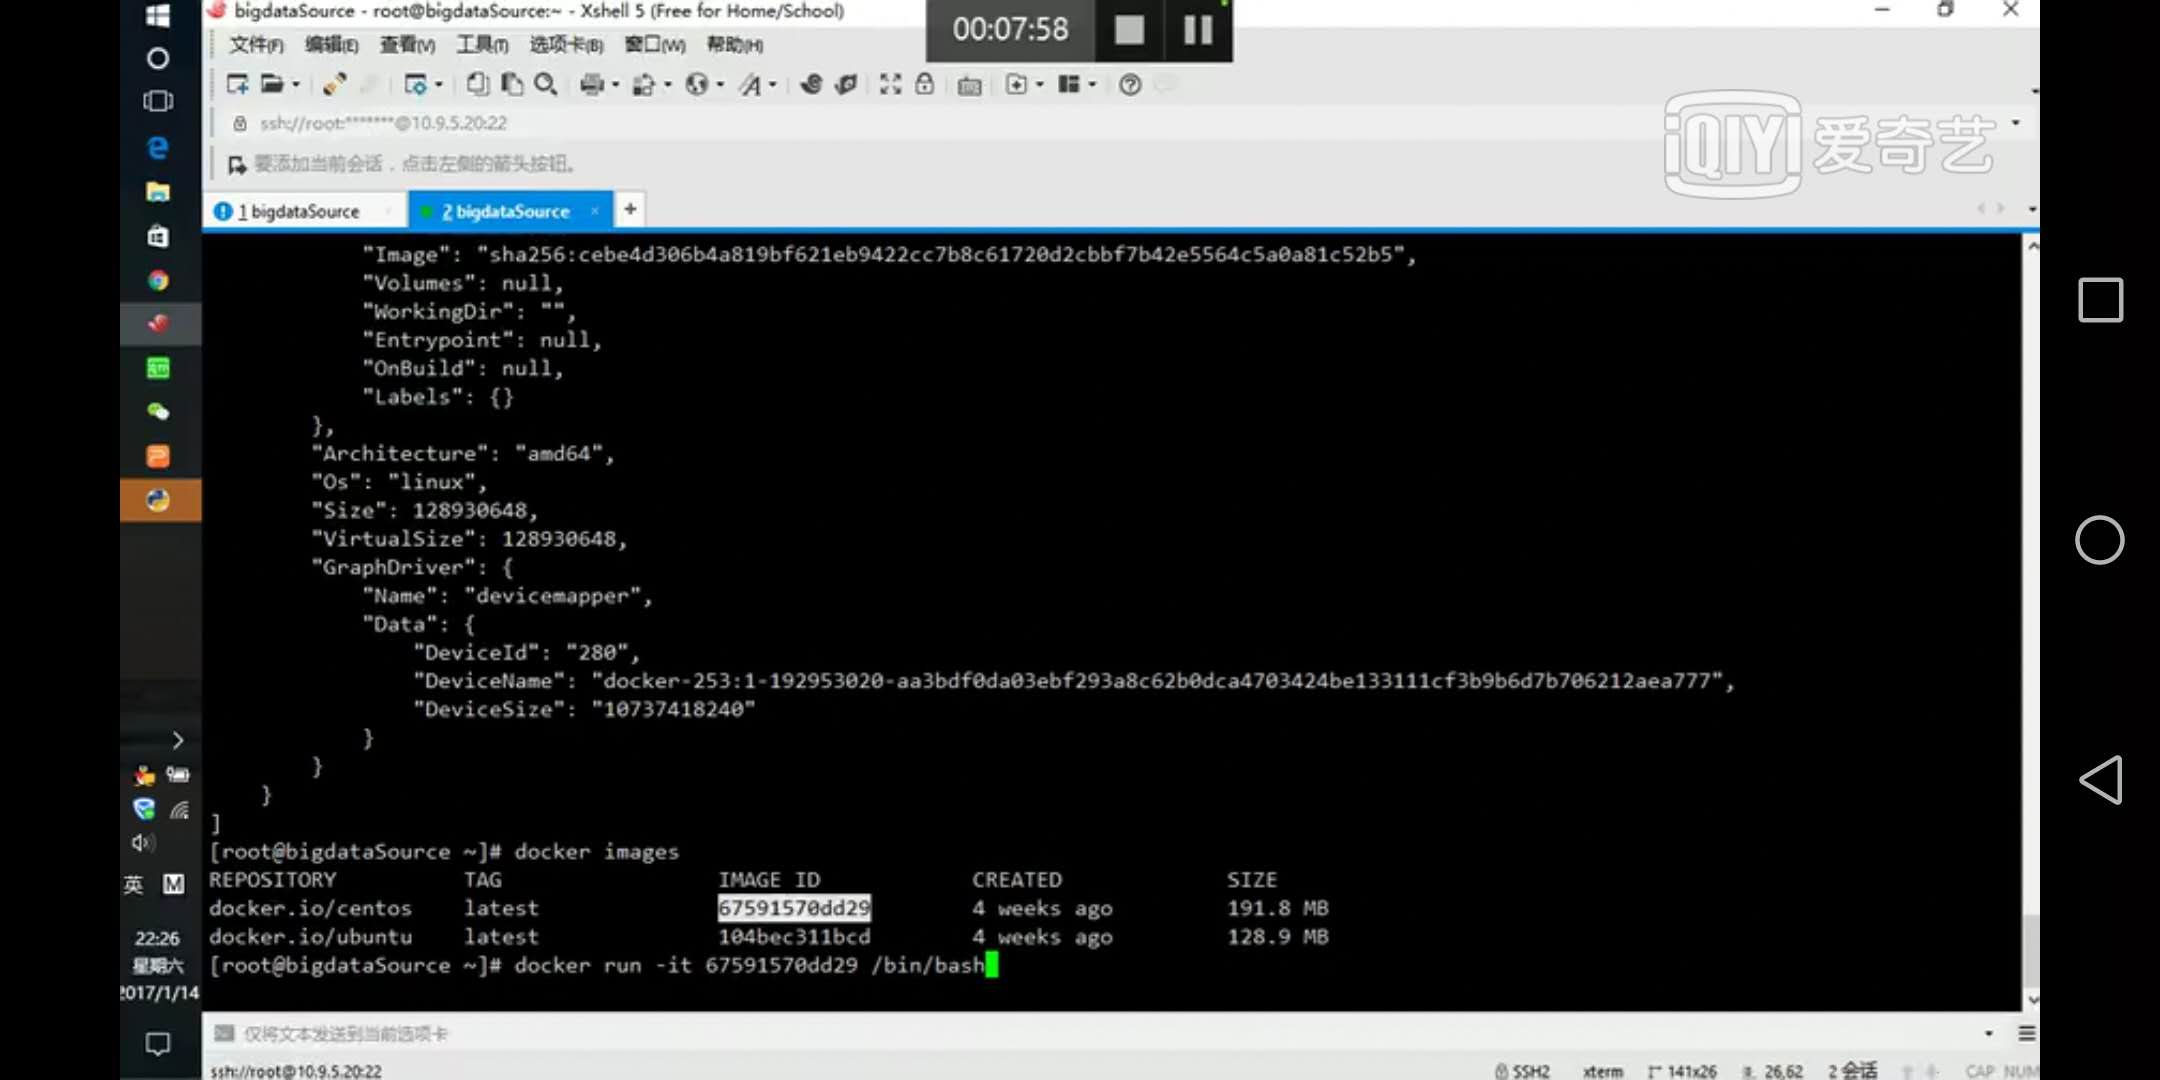 bigdataSource - root@bigdataSource:~ - Xshell 5 (Free for Home/School)
00:07:58
文件(F) 编辑(E) 查看(V) 工具(T) 选项卡(B) 窗口(W) 帮助(H)
ssh://root:*******@10.9.5.20:22
iQIYI 爱奇艺
要添加当前会话，点击左侧的箭头按钮。
1 bigdataSource
2 bigdataSource × +
"Image": "sha256:cebe4d306b4a819bf621eb9422cc7b8c61720d2cbbf7b42e5564c5a0a81c52b5",
"Volumes": null,
"WorkingDir": "",
"Entrypoint": null,
"OnBuild": null,
"Labels": {}
},
"Architecture": "amd64",
"Os": "linux",
"Size": 128930648,
"VirtualSize": 128930648,
"GraphDriver": {
"Name": "devicemapper",
"Data": {
"DeviceId": "280",
"DeviceName": "docker-253:1-192953020-aa3bdf0da03ebf293a8c62b0dca4703424be133111cf3b9b6d7b706212aea777",
"DeviceSize": "10737418240"
}
}
}
]
[root@bigdataSource ~]# docker images
REPOSITORY TAG IMAGE ID CREATED SIZE
docker.io/centos latest 67591570dd29 4 weeks ago 191.8 MB
docker.io/ubuntu latest 104bec311bcd 4 weeks ago 128.9 MB
[root@bigdataSource ~]# docker run -it 67591570dd29 /bin/bash
英 M
22:26
星期六
2017/1/14
仅将文本发送到当前选项卡
ssh://root@10.9.5.20:22
SSH2 xterm 141x26 26,62 2 会话 CAP NUM